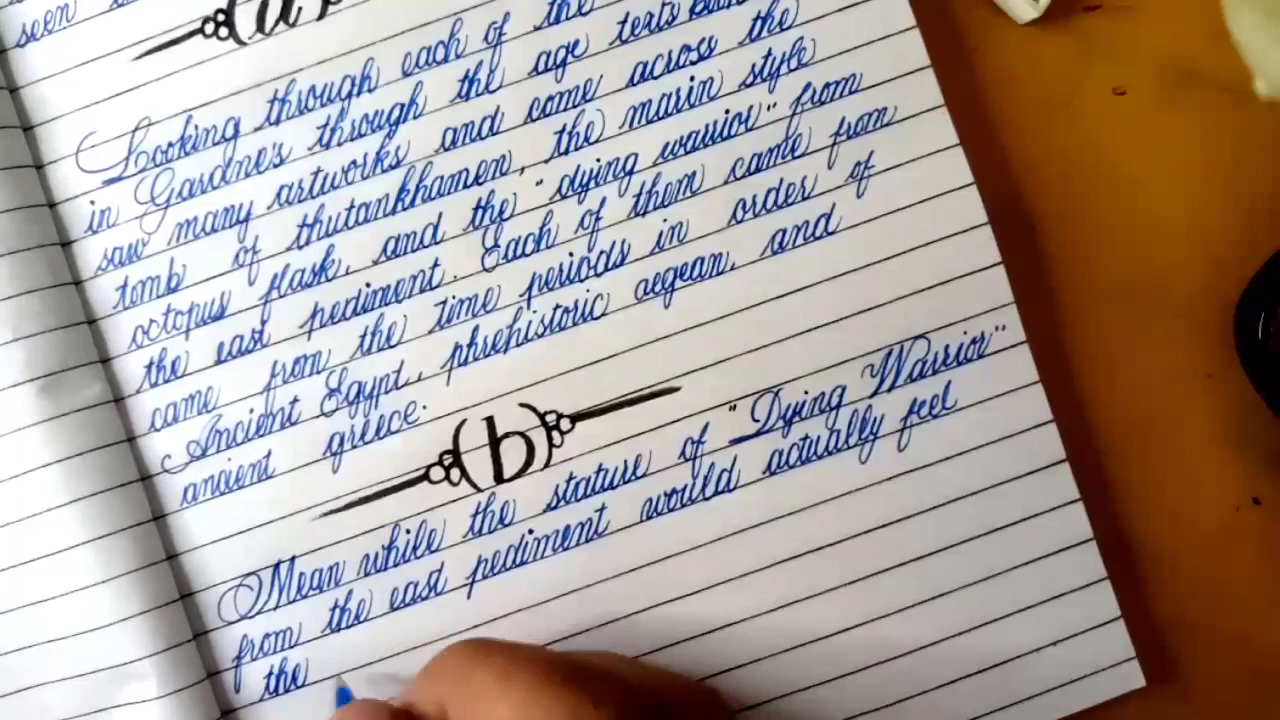 seen
(a)
Looking through each of the
in Gardne's through the age texts
saw many artworks and come across the
tomb of thutankhamen, the marin style
octopus flask, and the "dying warrior" from
the east pediment. Each of them came from
came from the time periods in order of
Ancient Egypt, phrehistoric aegean, and
ancient greece.
(b)
Mean while the stature of "Dying Warrior"
from the east pediment would actually feel
the